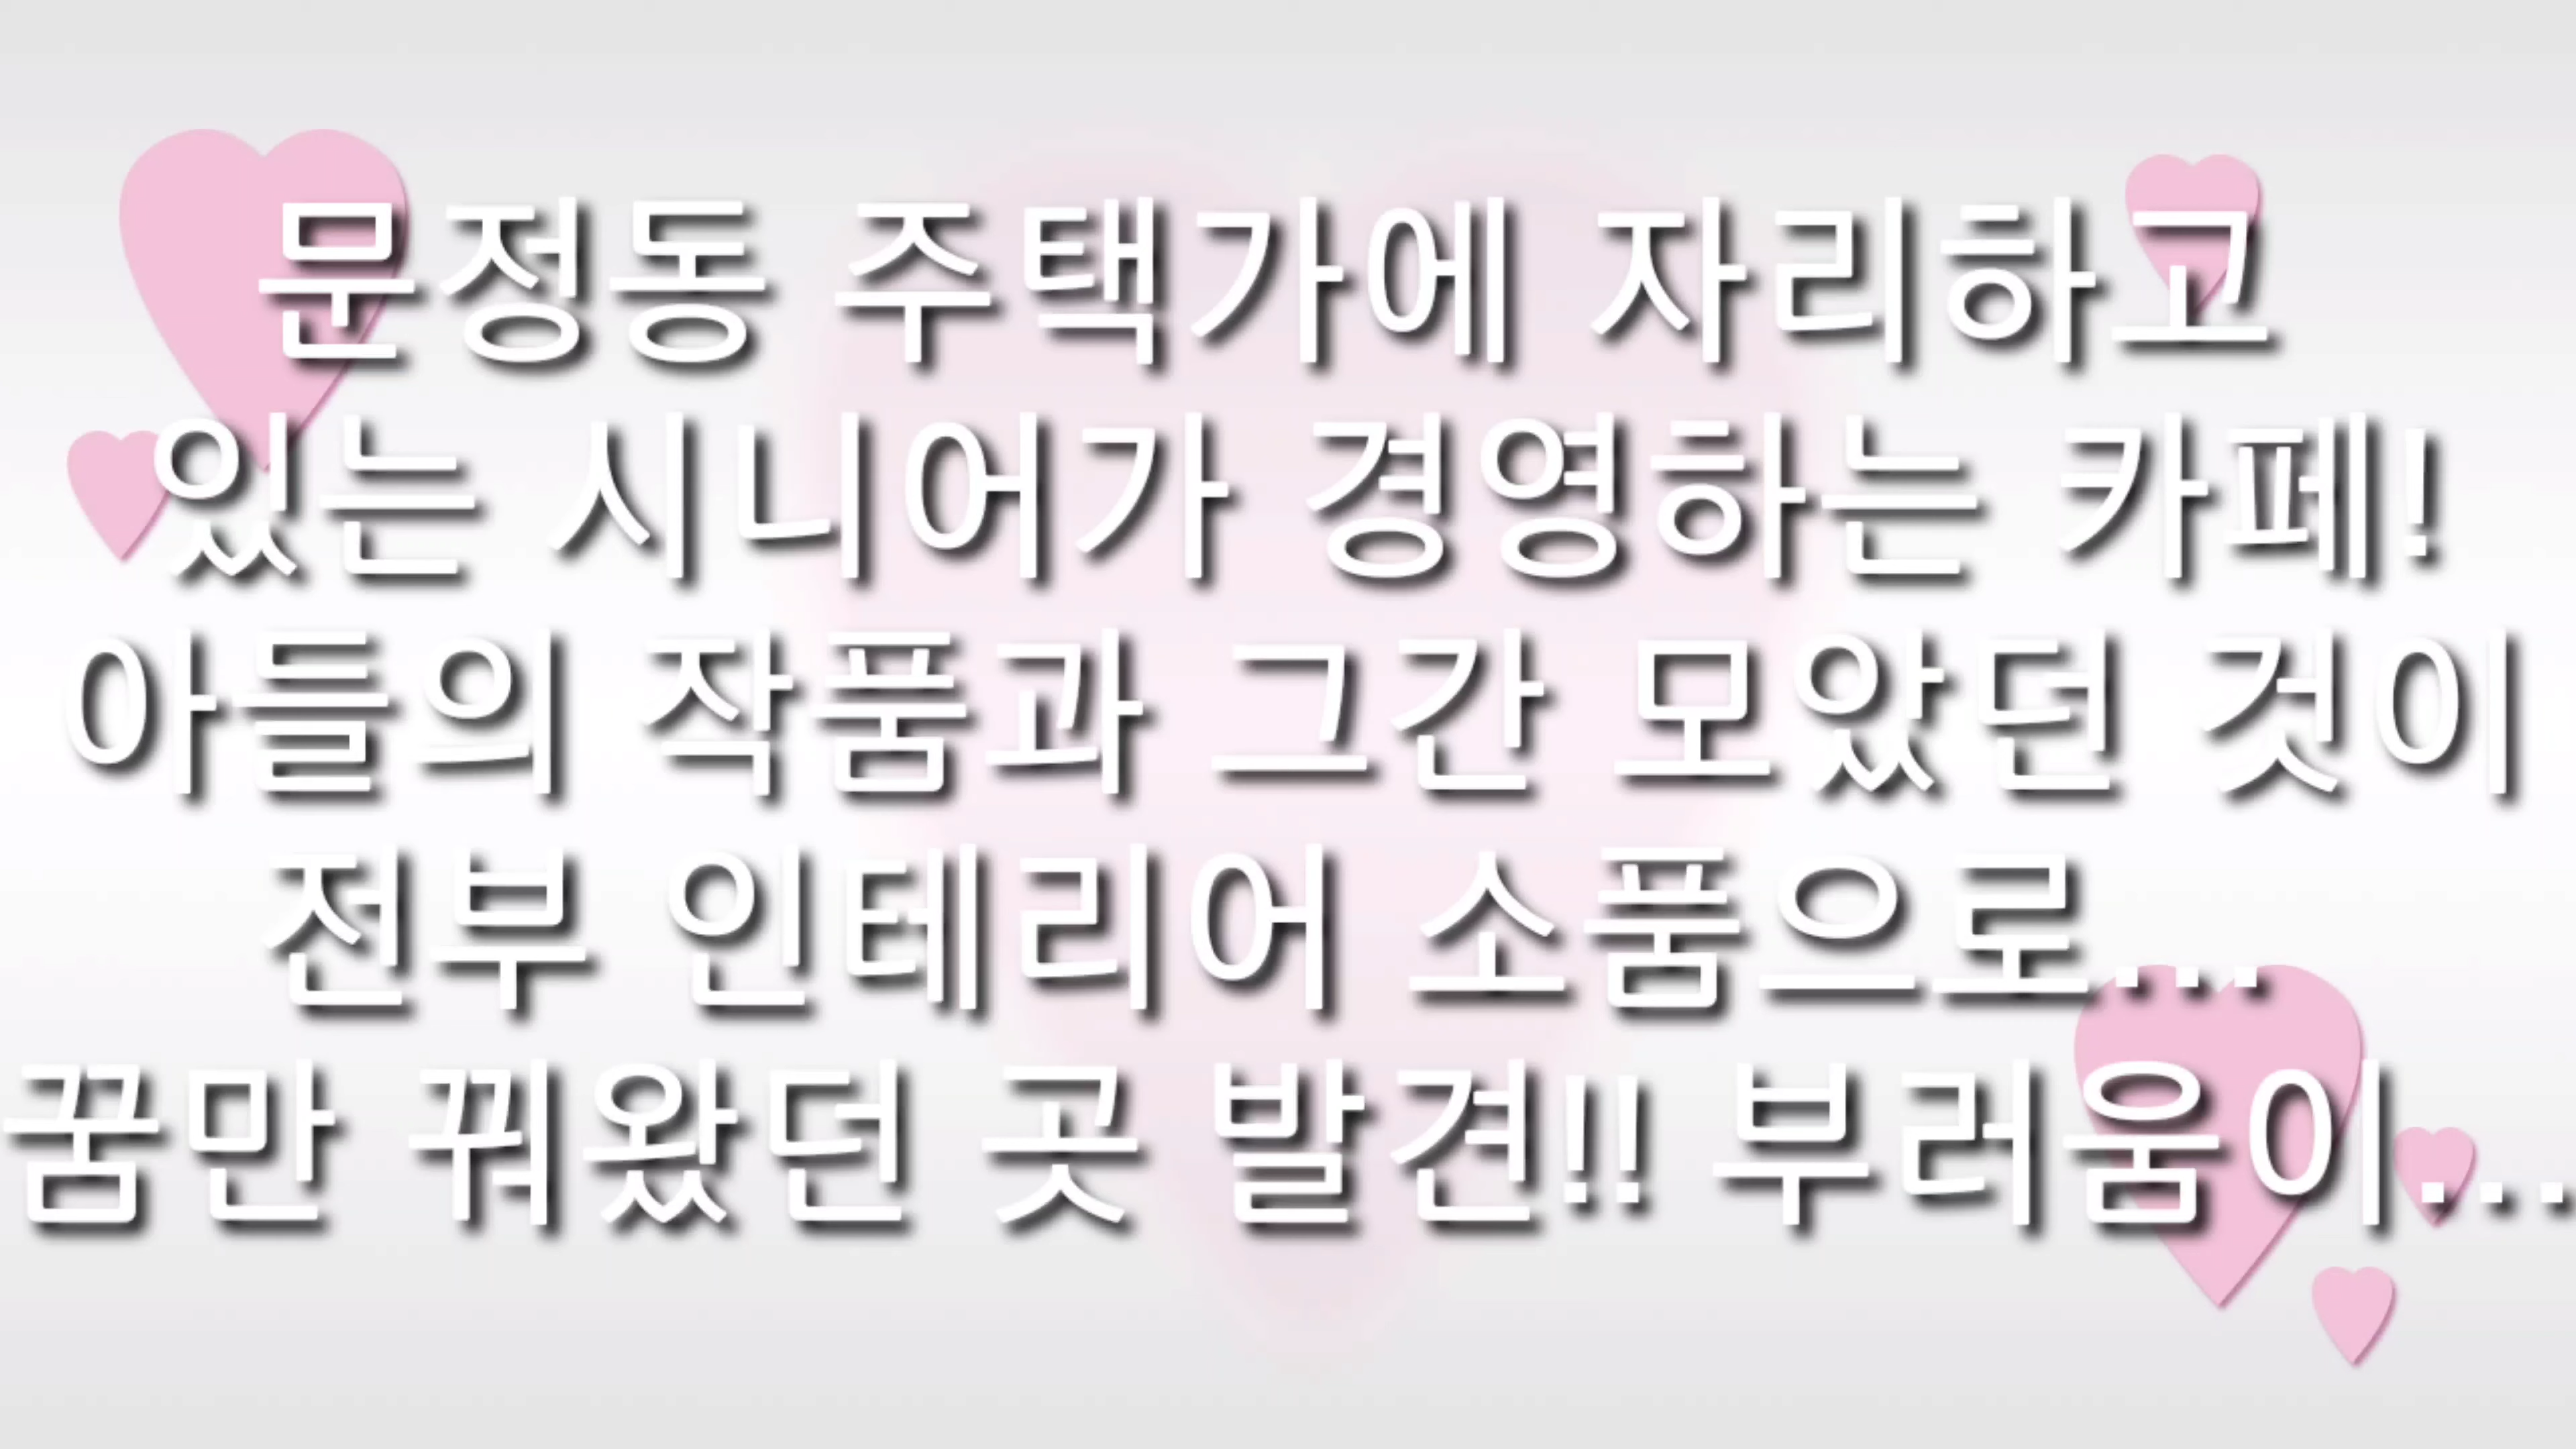 문정동 주택가에 자리하고
있는 시니어가 경영하는 카페!
아들의 작품과 그간 모았던 것이
전부 인테리어 소품으로...
꿈만 꿔왔던 곳 발견!! 부러움이...